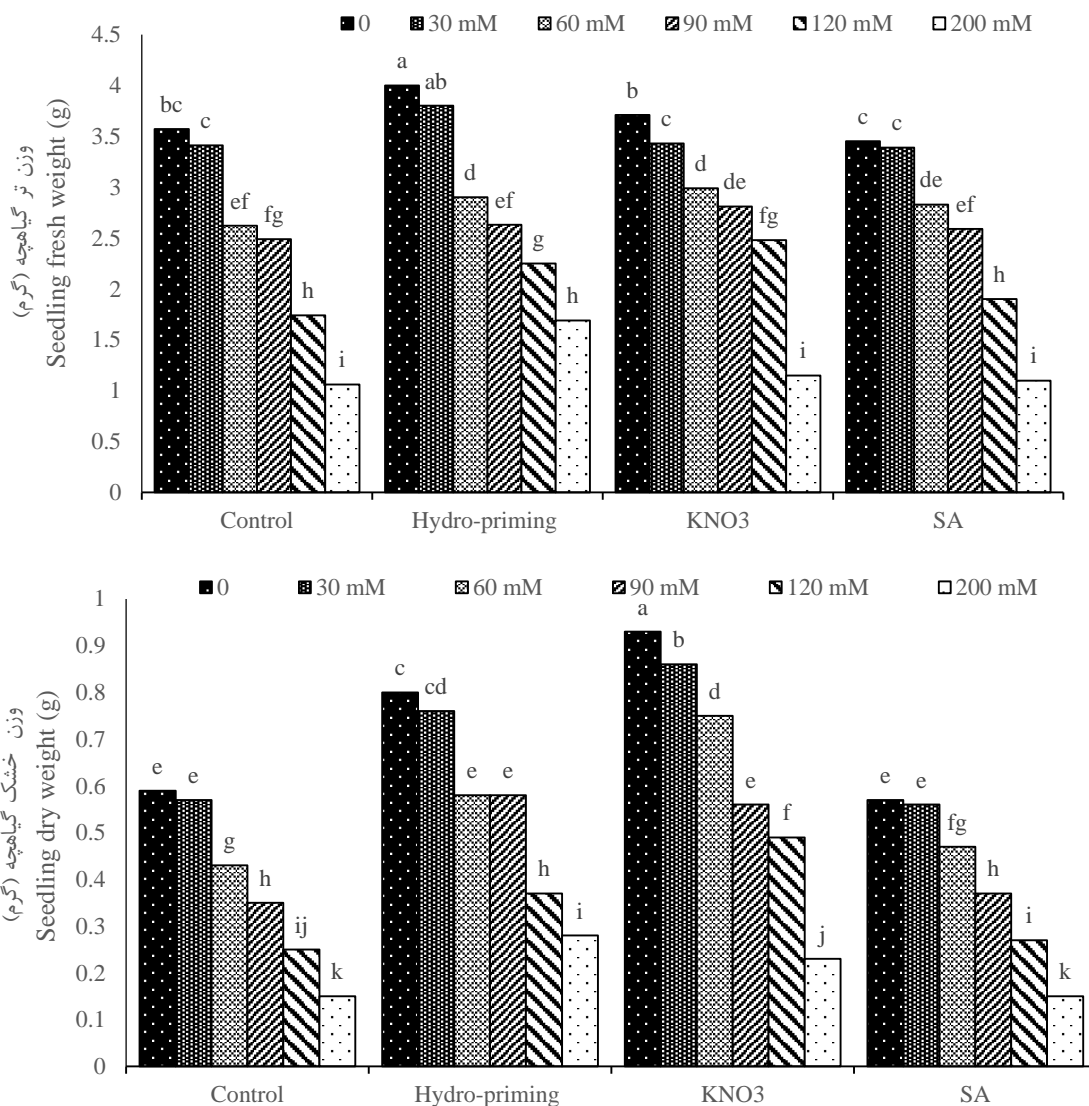 0 30 mM 60 mM 90 mM 120 mM 200 mM
4.5
4
3.5
3
2.5
2
1.5
1
0.5
0
وزن تر گیاهچه (گرم)
Seedling fresh weight (g)
bc c ef fg h i
a ab d ef g h
b c d de fg i
c c de ef h i
Control Hydro-priming KNO3 SA
0 30 mM 60 mM 90 mM 120 mM 200 mM
1
0.9
0.8
0.7
0.6
0.5
0.4
0.3
0.2
0.1
0
وزن خشک گیاهچه (گرم)
Seedling dry weight (g)
e e g h ij k
c cd e e h i
a b d e f j
e e fg h i k
Control Hydro-priming KNO3 SA